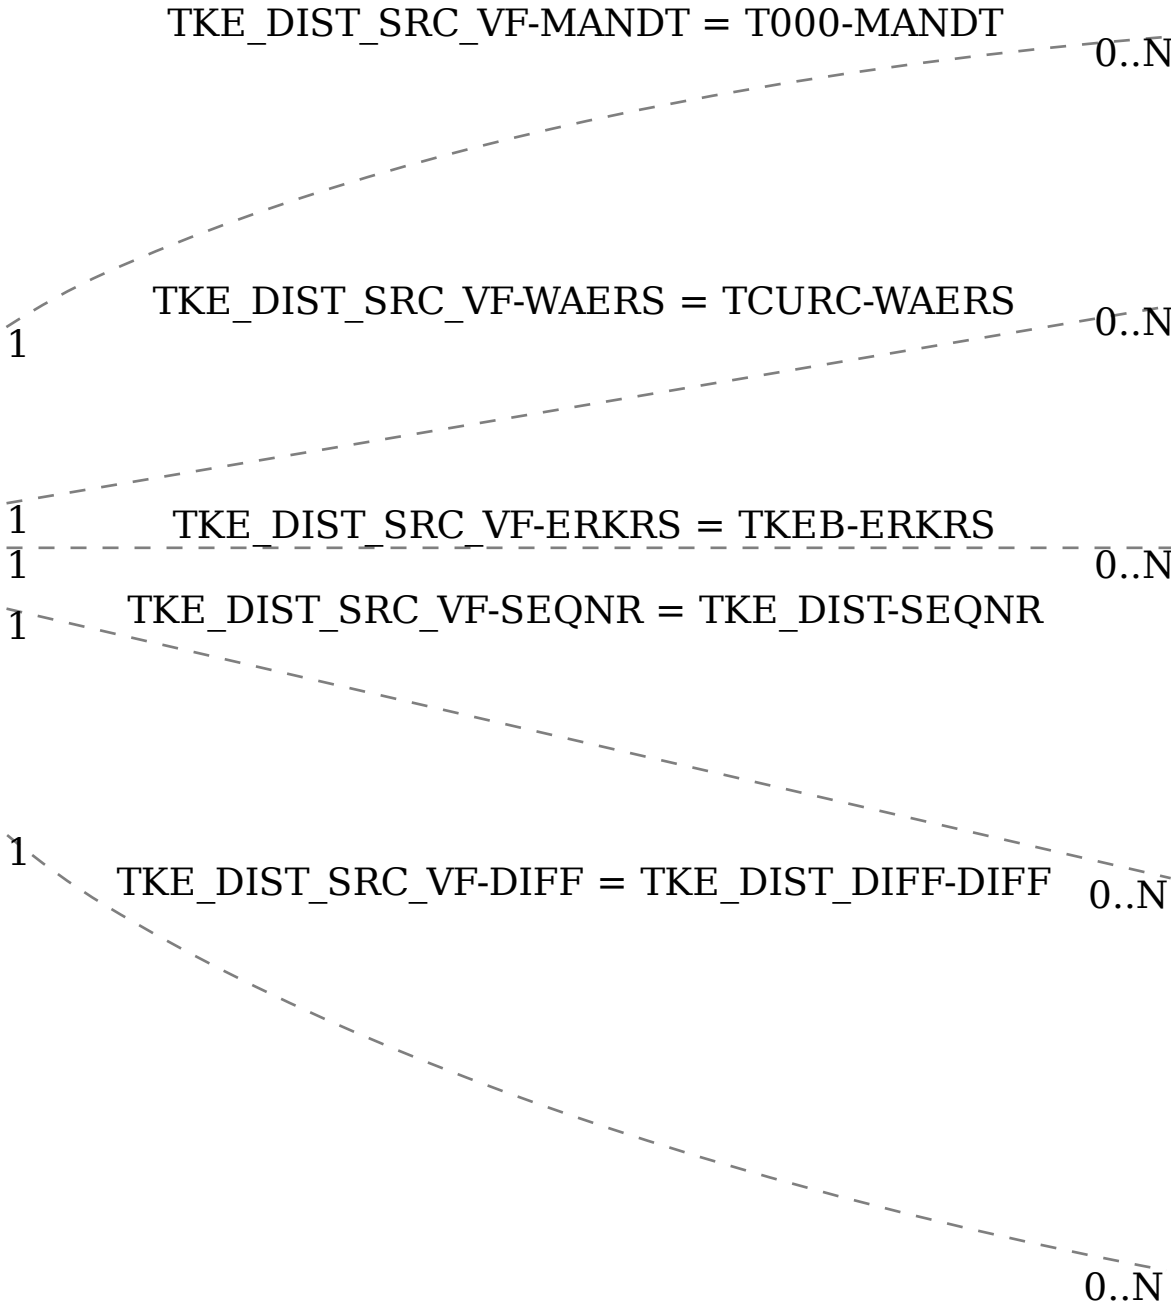 TKE_DIST_SRC_VF-MANDT = T000-MANDT
0..N
TKE_DIST_SRC_VF-WAERS = TCURC-WAERS
0..N
1
1
TKE_DIST_SRC_VF-ERKRS = TKEB-ERKRS
1
0..N
TKE_DIST_SRC_VF-SEQNR = TKE_DIST-SEQNR
1
1
TKE_DIST_SRC_VF-DIFF = TKE_DIST_DIFF-DIFF
0..N
0..N